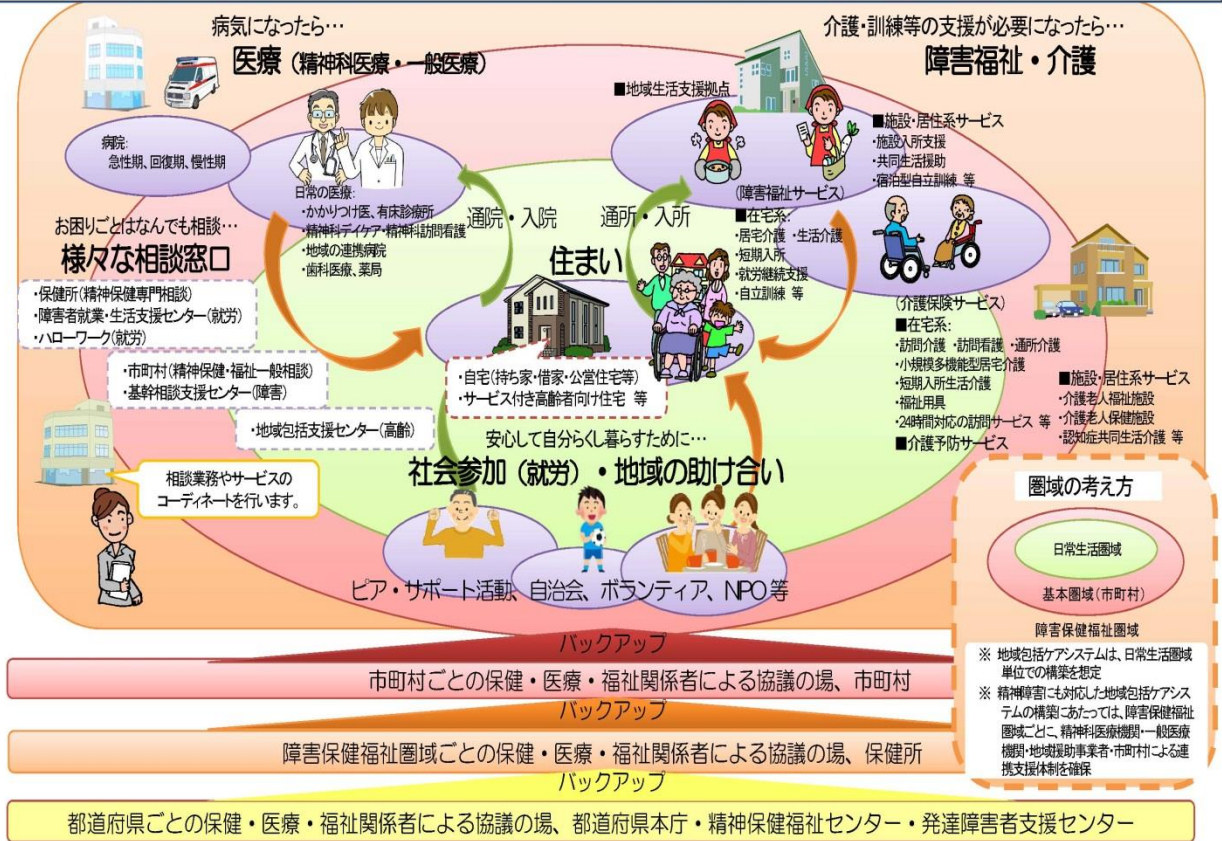 病気になったら…
医療（精神科医療・一般医療）
病院:
急性期、回復期、慢性期
日常の医療:
・かかりつけ医、有床診療所
・精神科デイケア・精神科訪問看護
・地域の連携病院
・歯科医療、薬局
介護・訓練等の支援が必要になったら…
障害福祉・介護
■地域生活支援拠点
■施設・居住系サービス
・施設入所支援
・共同生活援助
・宿泊型自立訓練 等
(障害福祉サービス)
■在宅系:
・居宅介護 ・生活介護
・短期入所
・就労継続支援
・自立訓練 等
(介護保険サービス)
■在宅系:
・訪問介護 ・訪問看護 ・通所介護
・小規模多機能型居宅介護
・短期入所生活介護
・福祉用具
・24時間対応の訪問サービス 等
■介護予防サービス
■施設・居住系サービス
・介護老人福祉施設
・介護老人保健施設
・認知症共同生活介護 等
お困りごとはなんでも相談…
様々な相談窓口
・保健所(精神保健専門相談)
・障害者就業・生活支援センター(就労)
・ハローワーク(就労)
・市町村(精神保健・福祉一般相談)
・基幹相談支援センター(障害)
・地域包括支援センター(高齢)
相談業務やサービスの
コーディネートを行います。
通院・入院
通所・入所
住まい
・自宅(持ち家・借家・公営住宅等)
・サービス付き高齢者向け住宅 等
安心して自分らしく暮らすために…
社会参加（就労）・地域の助け合い
ピア・サポート活動、自治会、ボランティア、NPO等
圏域の考え方
日常生活圏域
基本圏域(市町村)
障害保健福祉圏域
※ 地域包括ケアシステムは、日常生活圏域
単位での構築を想定
※ 精神障害にも対応した地域包括ケアシス
テムの構築にあたっては、障害保健福祉
圏域ごとに、精神科医療機関・一般医療
機関・地域援助事業者・市町村による連
携支援体制を確保
バックアップ
市町村ごとの保健・医療・福祉関係者による協議の場、市町村
バックアップ
障害保健福祉圏域ごとの保健・医療・福祉関係者による協議の場、保健所
バックアップ
都道府県ごとの保健・医療・福祉関係者による協議の場、都道府県本庁・精神保健福祉センター・発達障害者支援センター